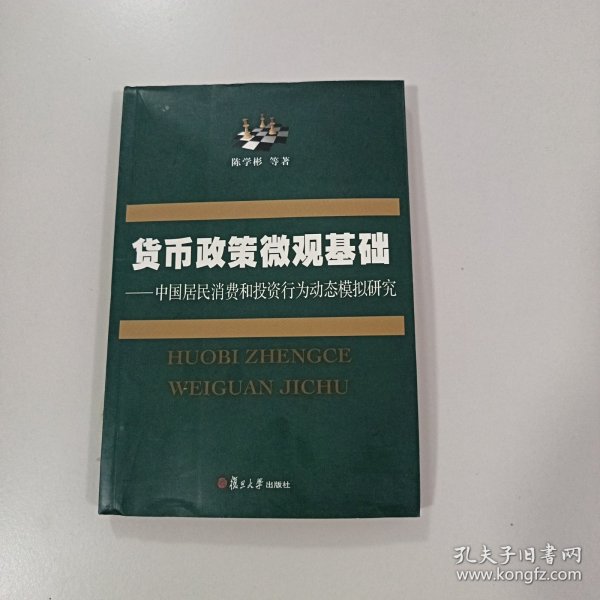 陈学彬 等著
货币政策微观基础
——中国居民消费和投资行为动态模拟研究
HUOBI ZHENGCE
WEIGUAN JICHU
復旦大學出版社
孔夫子旧书网
www.kongfz.com